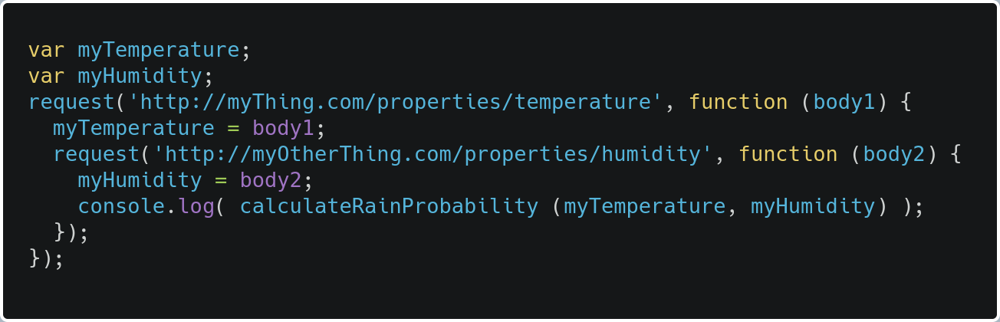 var myTemperature;
var myHumidity;
request('http://myThing.com/properties/temperature', function (body1) {
  myTemperature = body1;
  request('http://myOtherThing.com/properties/humidity', function (body2) {
    myHumidity = body2;
    console.log( calculateRainProbability (myTemperature, myHumidity) );
  });
});